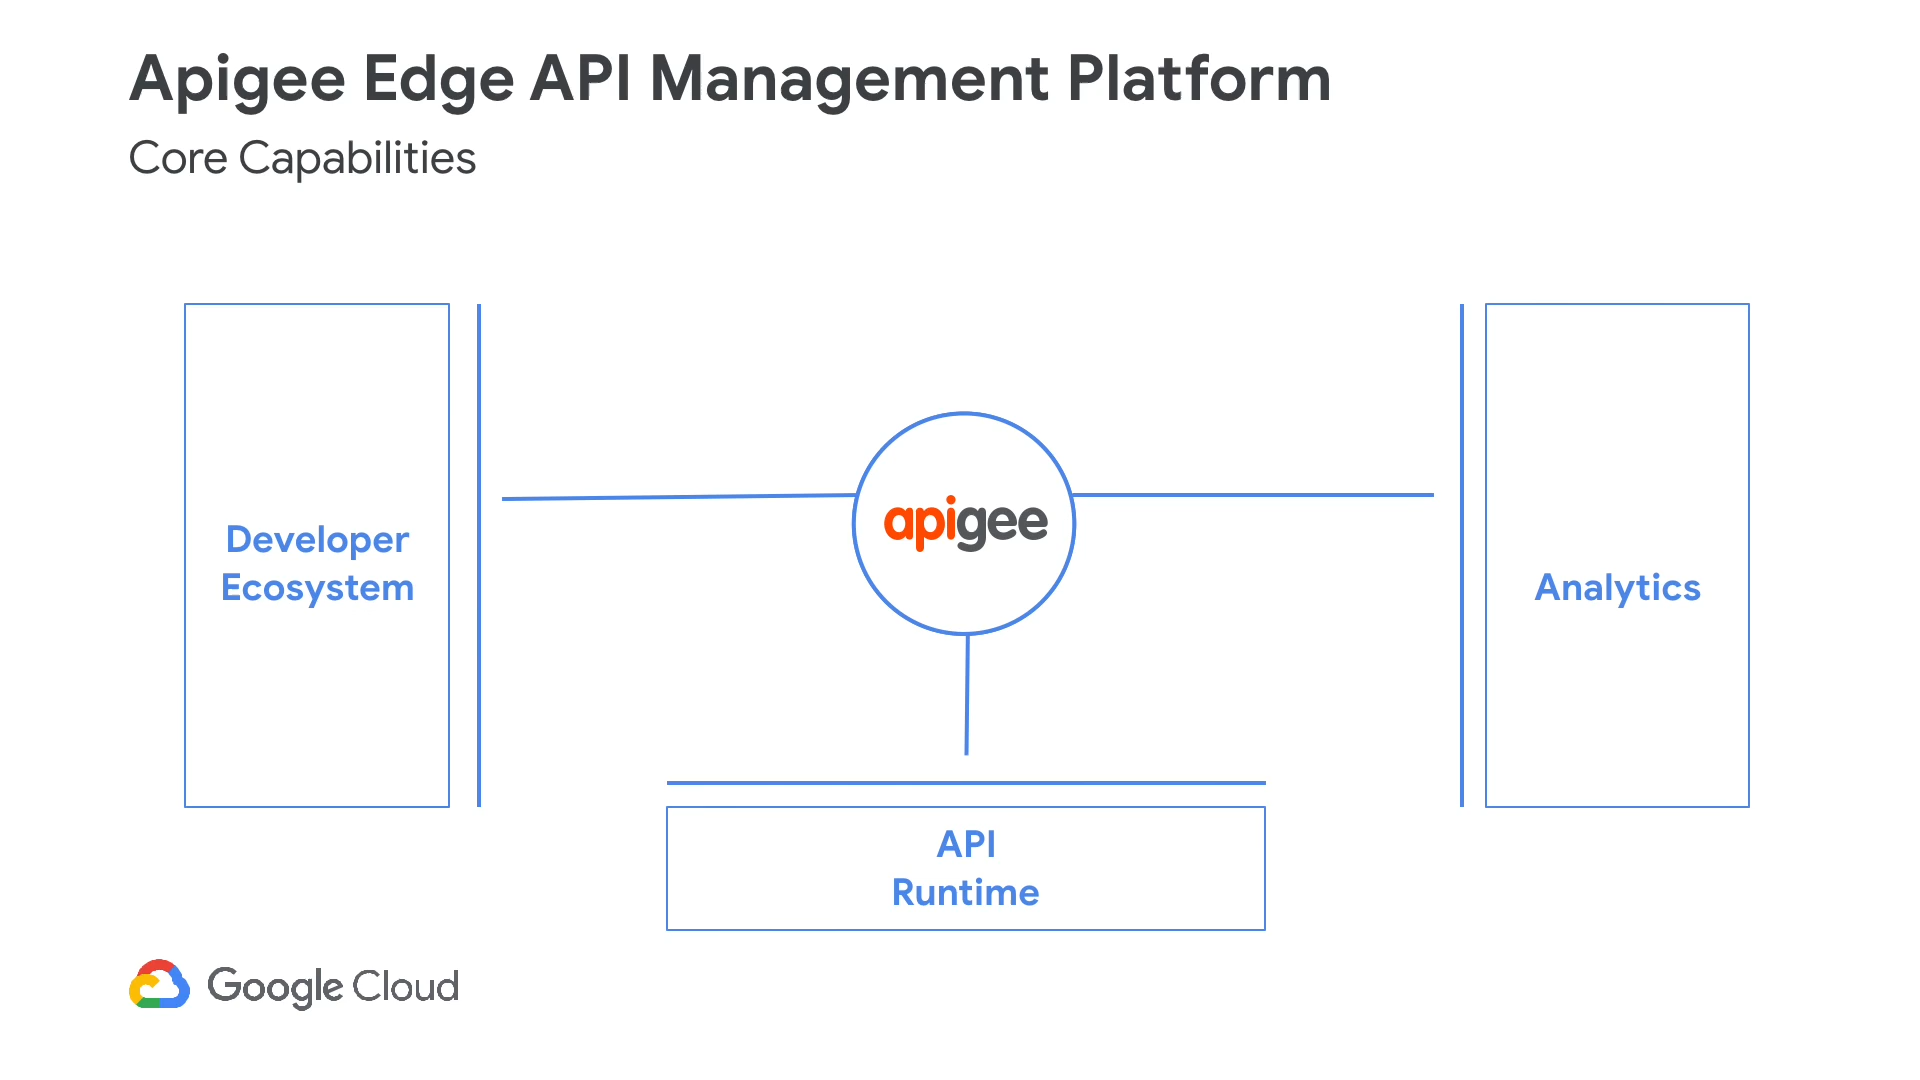 Apigee Edge API Management Platform
Core Capabilities
Developer
Ecosystem
apigee
Analytics
API
Runtime
Google Cloud